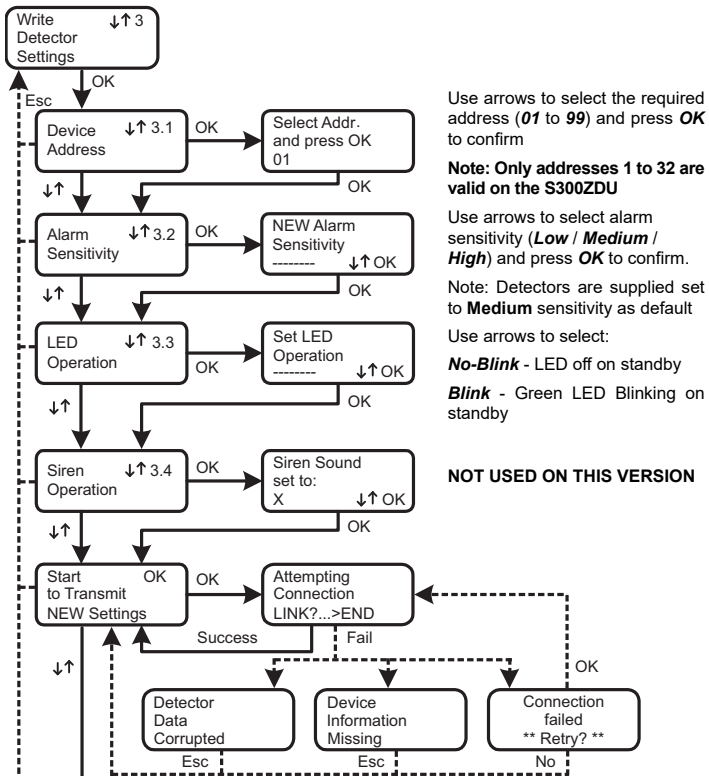 Write ↓↑ 3
Detector
Settings
OK
Esc
Device ↓↑ 3.1
Address
OK
Select Addr.
and press OK
01
OK
↓↑
Alarm ↓↑ 3.2
Sensitivity
OK
NEW Alarm
Sensitivity
-------- ↓↑ OK
OK
↓↑
LED ↓↑ 3.3
Operation
OK
Set LED
Operation
-------- ↓↑ OK
OK
↓↑
Siren ↓↑ 3.4
Operation
OK
Siren Sound
set to:
X ↓↑ OK
OK
↓↑
Start OK
to Transmit
NEW Settings
OK
Attempting
Connection
LINK?...>END
Success
Fail
↓↑
OK
Detector
Data
Corrupted
Device
Information
Missing
Connection
failed
** Retry? **
Esc
Esc
No
Use arrows to select the required
address (01 to 99) and press OK
to confirm
Note: Only addresses 1 to 32 are
valid on the S300ZDU
Use arrows to select alarm
sensitivity (Low / Medium /
High) and press OK to confirm.
Note: Detectors are supplied set
to Medium sensitivity as default
Use arrows to select:
No-Blink - LED off on standby
Blink - Green LED Blinking on
standby
NOT USED ON THIS VERSION